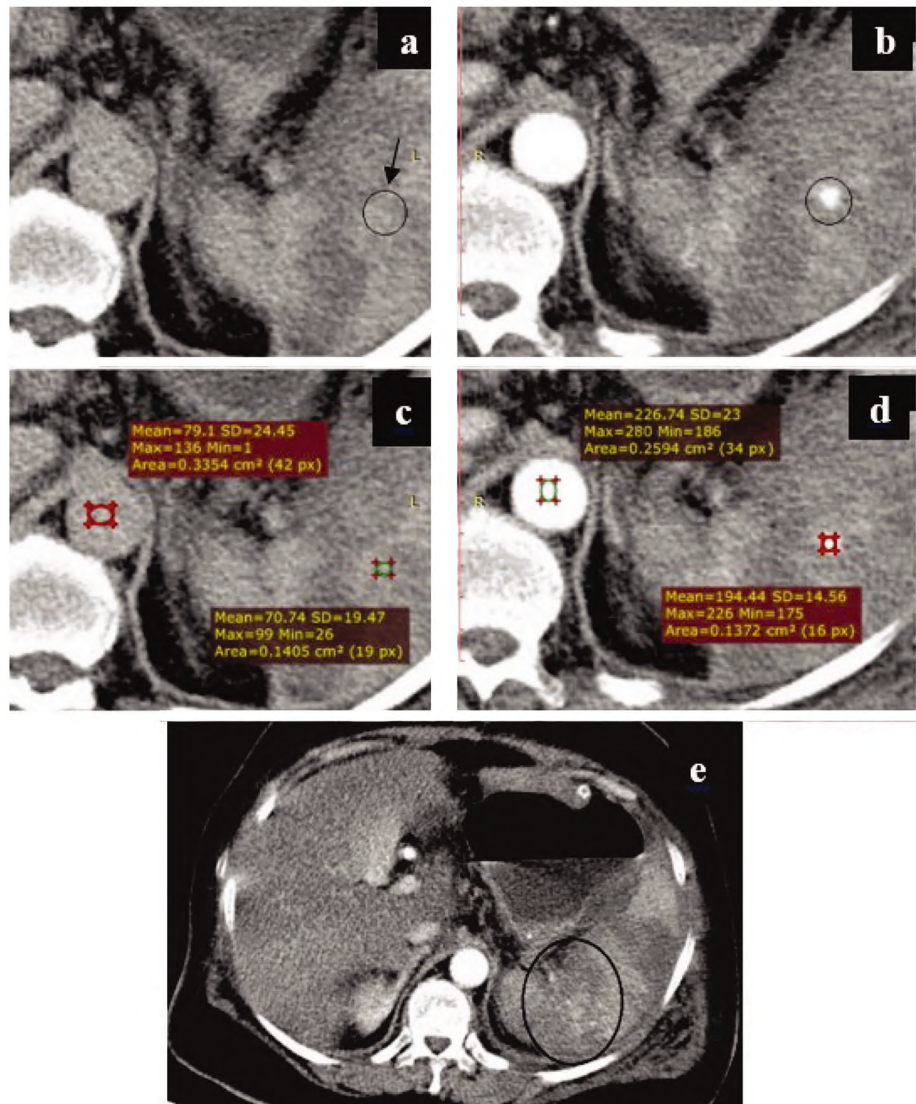 a
b
L
R
c
d
Mean=79.1 SD=24.45
Max=136 Min=1
Area=0.3354 cm² (42 px)
L
Mean=70.74 SD=19.47
Max=99 Min=26
Area=0.1405 cm² (19 px)
Mean=226.74 SD=23
Max=280 Min=186
Area=0.2594 cm² (34 px)
R
Mean=194.44 SD=14.56
Max=226 Min=175
Area=0.1372 cm² (16 px)
e